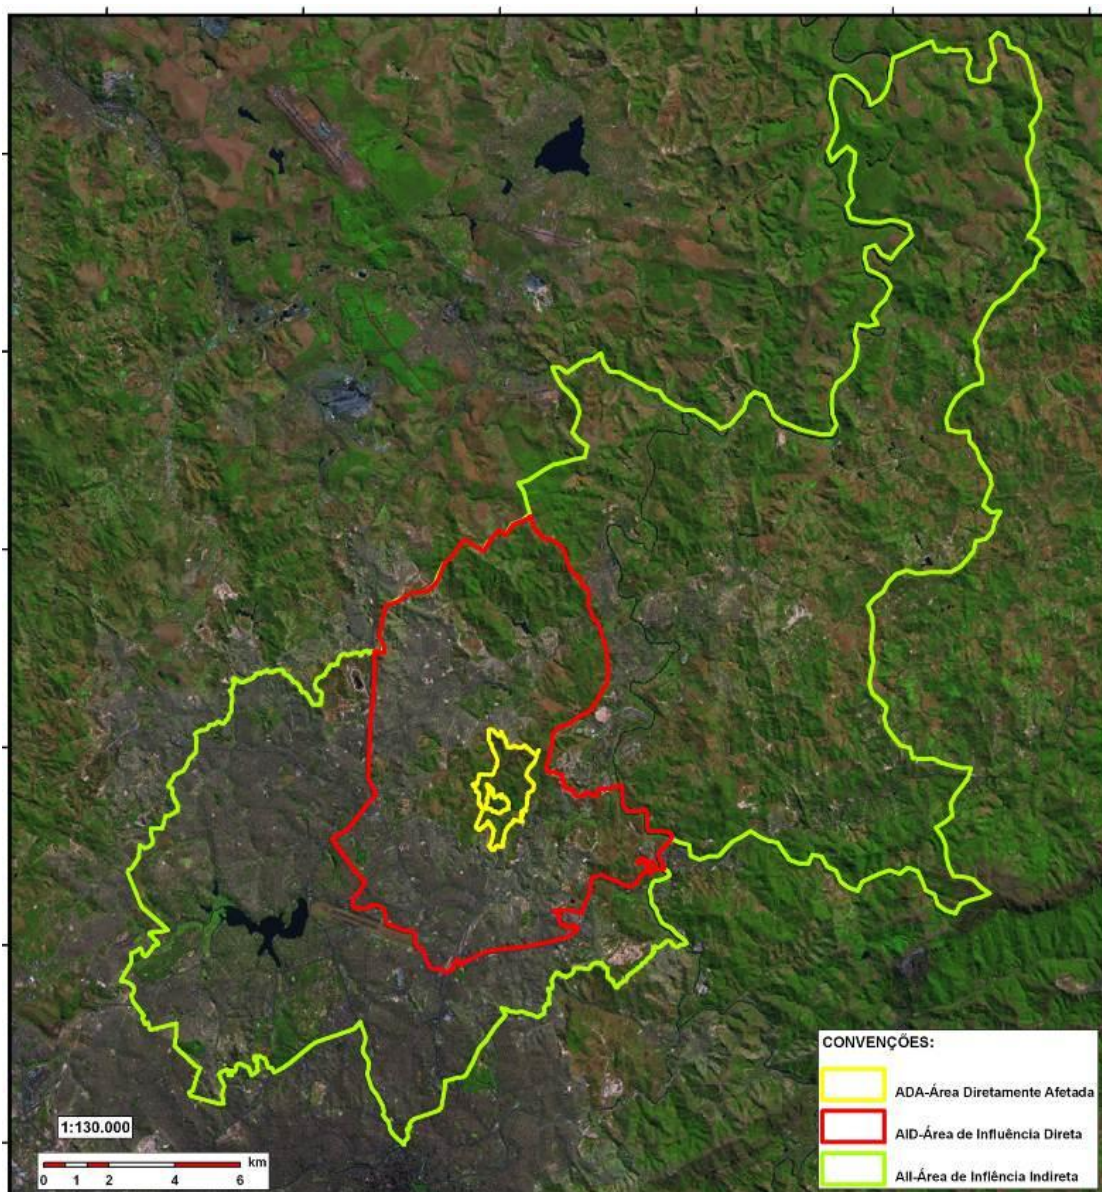 CONVENÇÕES:
ADA-Área Diretamente Afetada
AID-Área de Influência Direta
AII-Área de Inflência Indireta
1:130.000
km
0 1 2 4 6